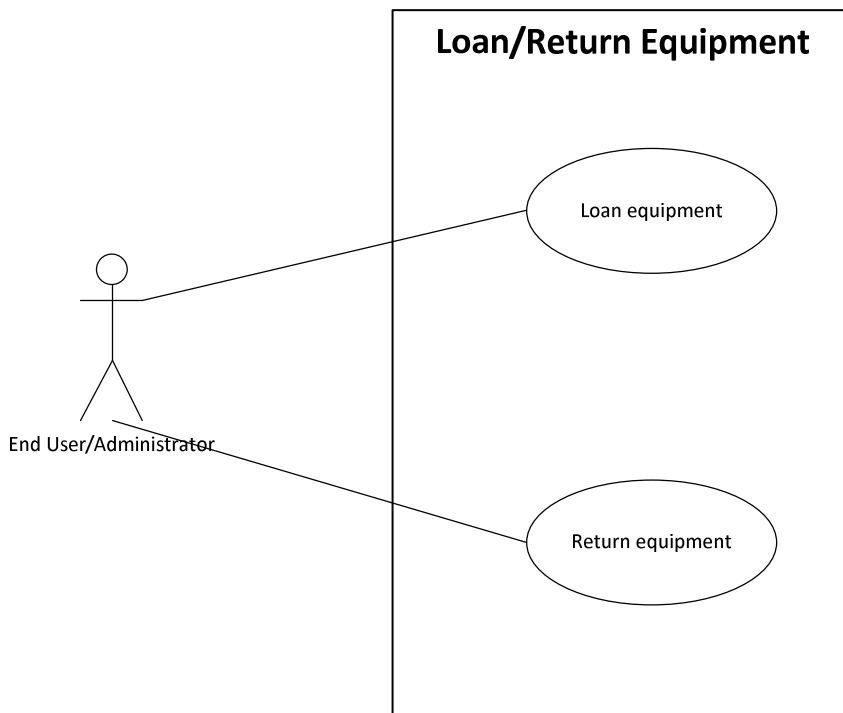 Loan/Return Equipment
Loan equipment
End User/Administrator
Return equipment